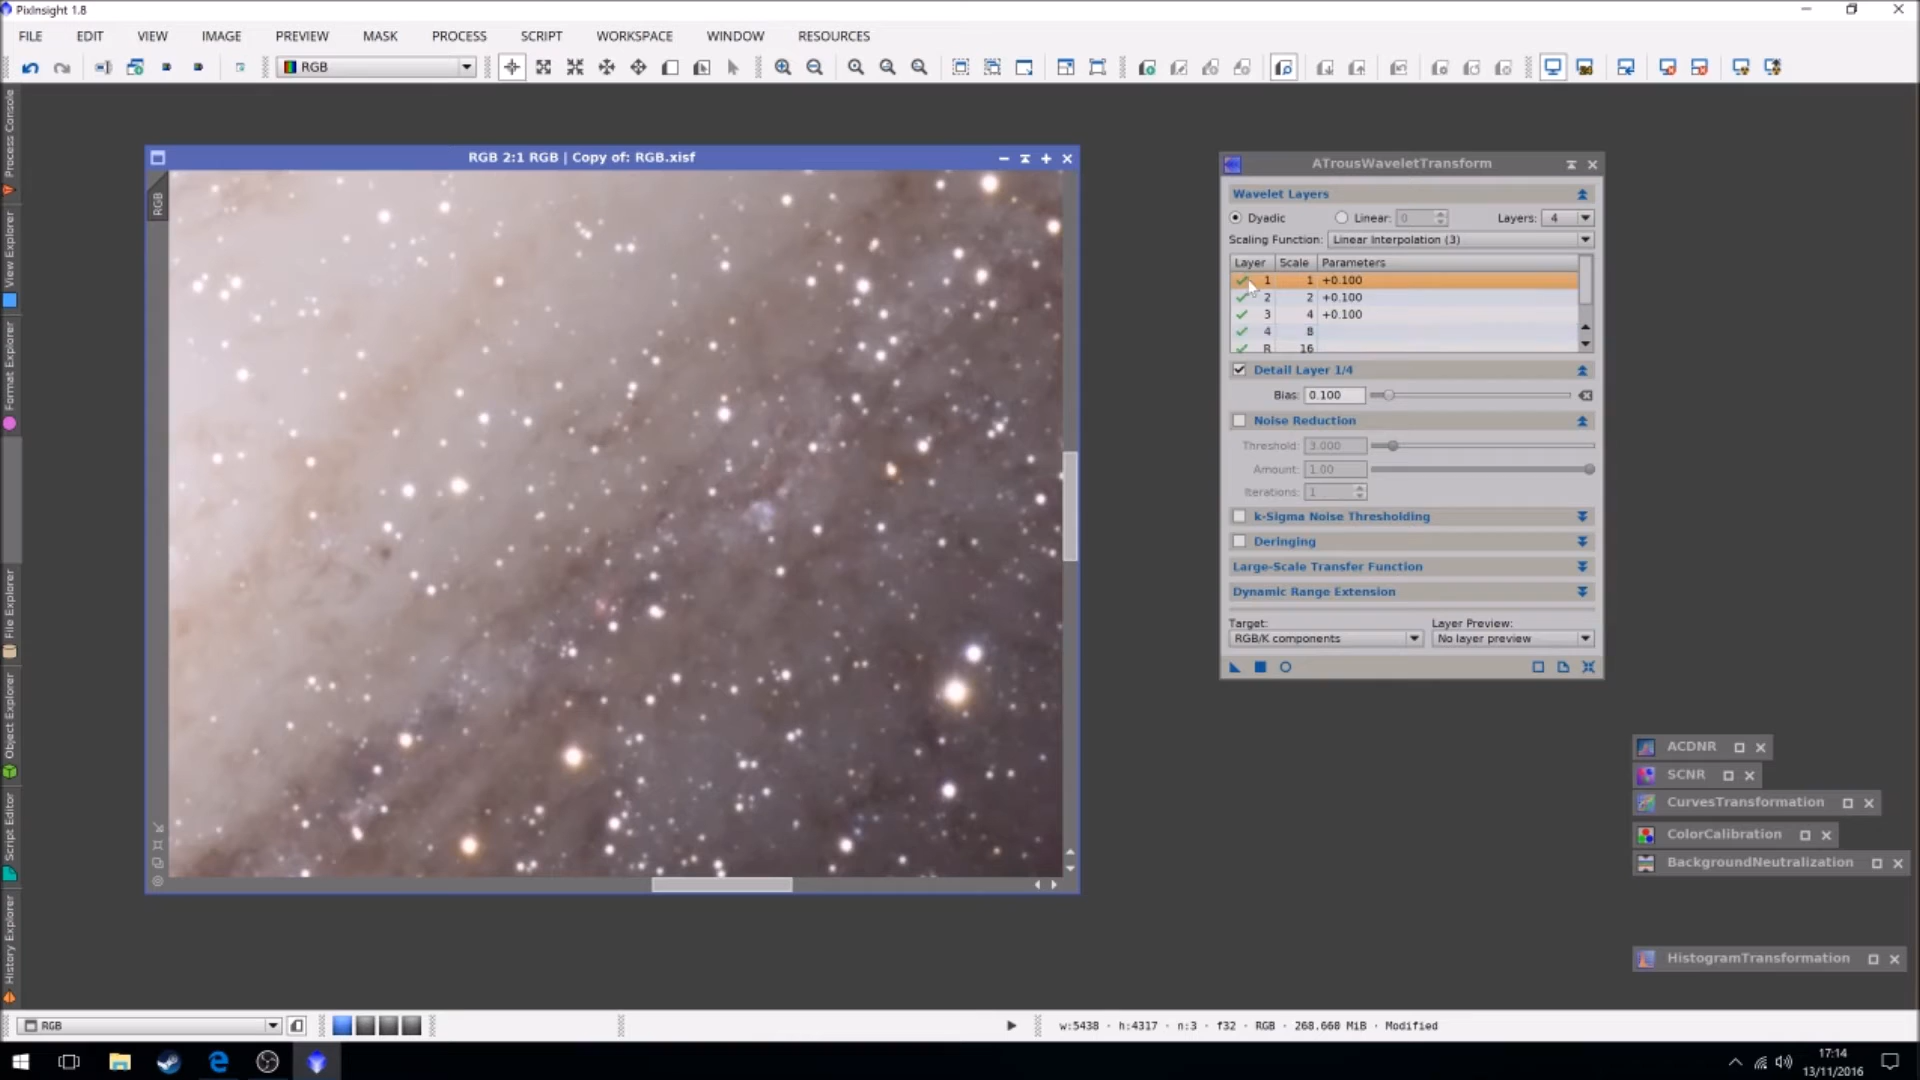 PixInsight 1.8
FILE EDIT VIEW IMAGE PREVIEW MASK PROCESS SCRIPT WORKSPACE WINDOW RESOURCES
RGB
Process Console
View Explorer
Format Explorer
File Explorer
Object Explorer
Script Editor
History Explorer
RGB 2:1 RGB | Copy of: RGB.xisf
RGB
ATrousWaveletTransform
Wavelet Layers
Dyadic Linear: 0 Layers: 4
Scaling Function: Linear Interpolation (3)
Layer Scale Parameters
1 1 +0.100
2 2 +0.100
3 4 +0.100
4 8
R 16
Detail Layer 1/4
Bias: 0.100
Noise Reduction
Threshold: 3.000
Amount: 1.00
Iterations: 1
k-Sigma Noise Thresholding
Deringing
Large-Scale Transfer Function
Dynamic Range Extension
Target: Layer Preview:
RGB/K components No layer preview
ACDNR
SCNR
CurvesTransformation
ColorCalibration
BackgroundNeutralization
HistogramTransformation
RGB
w:5438 · h:4317 · n:3 · f32 · RGB · 268.660 MiB · Modified
17:14
13/11/2016